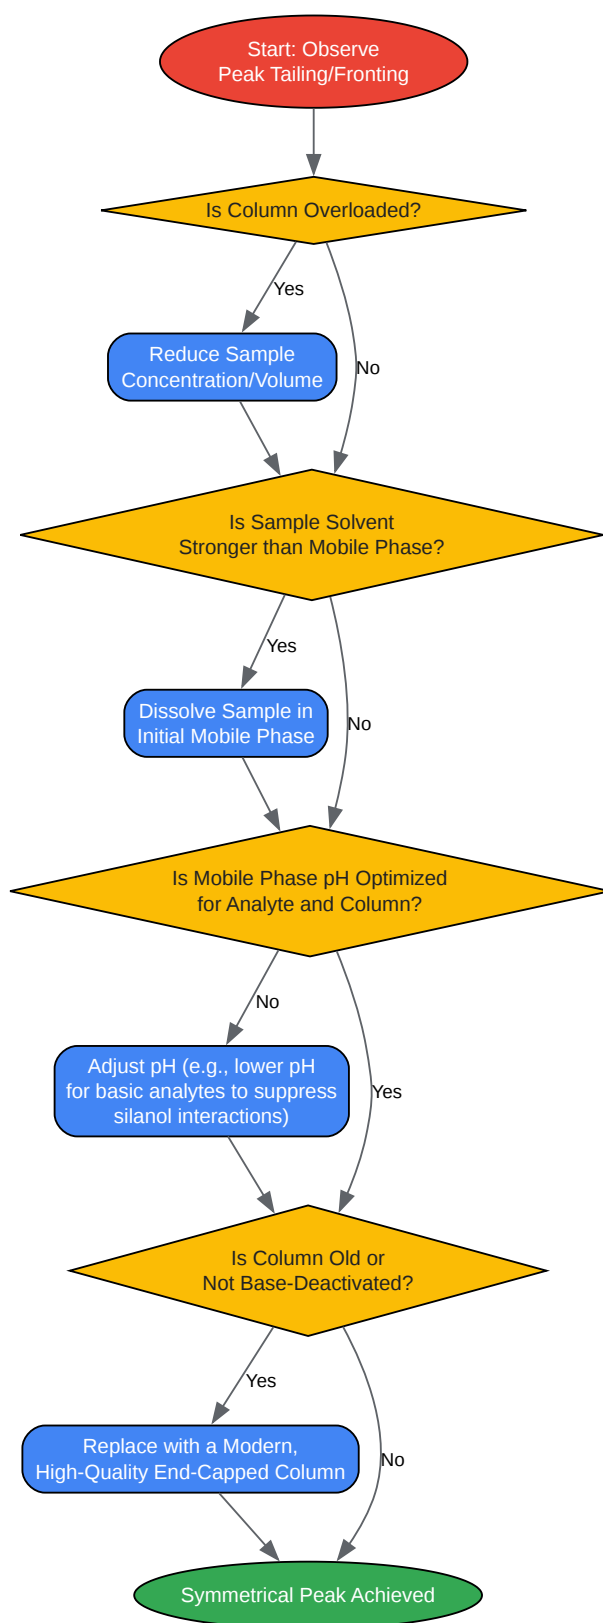 Start: Observe
Peak Tailing/Fronting
Is Column Overloaded?
Yes
Reduce Sample
Concentration/Volume
No
Is Sample Solvent
Stronger than Mobile Phase?
Yes
Dissolve Sample in
Initial Mobile Phase
No
Is Mobile Phase pH Optimized
for Analyte and Column?
No
Adjust pH (e.g., lower pH
for basic analytes to suppress
silanol interactions)
Yes
Is Column Old or
Not Base-Deactivated?
Yes
Replace with a Modern,
High-Quality End-Capped Column
No
Symmetrical Peak Achieved